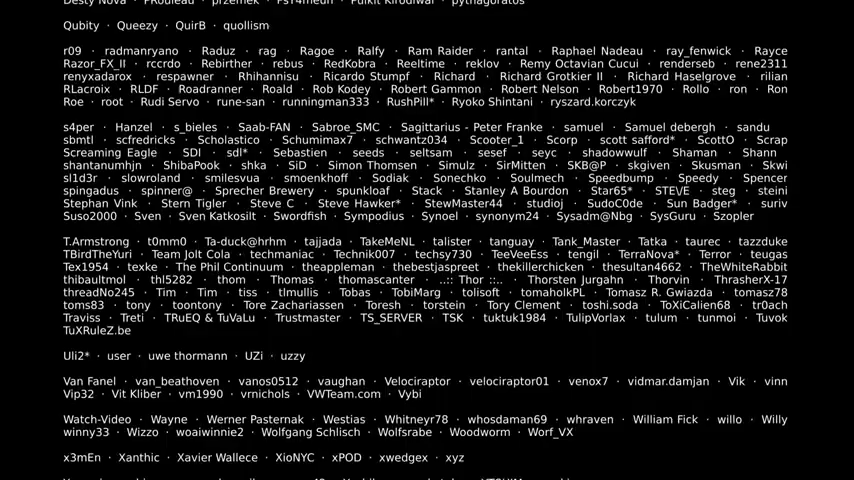 Desty Nova · PRouleau · przemek · PsY4meuh · Pulkit Kirodiwal · pythagoratos
Qubity · Queezy · QuirB · quollism
r09 · radmanryano · Raduz · rag · Ragoe · Ralfy · Ram Raider · rantal · Raphael Nadeau · ray_fenwick · Rayce
Razor_FX_II · rccrdo · Rebirther · rebus · RedKobra · Reeltime · reklov · Remy Octavian Cucui · renderseb · rene2311
renyxadarox · respawner · Rhihannisu · Ricardo Stumpf · Richard · Richard Grotkier II · Richard Haselgrove · rilian
RLacroix · RLDF · Roadranner · Roald · Rob Kodey · Robert Gammon · Robert Nelson · Robert1970 · Rollo · ron · Ron
Roe · root · Rudi Servo · rune-san · runningman333 · RushPill* · Ryoko Shintani · ryszard.korczyk
s4per · Hanzel · s_bieles · Saab-FAN · Sabroe_SMC · Sagittarius - Peter Franke · samuel · Samuel debergh · sandu
sbmtl · scfredricks · Scholastico · Schumimax7 · schwantz034 · Scooter_1 · Scorp · scott safford* · ScottO · Scrap
Screaming Eagle · SDI · sdl* · Sebastien · seeds · seltlam · sesef · seyc · shadowwulf · Shaman · Shann
shantanumhjn · ShibaPook · shka · SiD · Simon Thomsen · Simulz · SirMitten · SKB@P · skgiven · Skusman · Skwi
sl1d3r · slowroland · smilesvua · smoenkhoff · Sodiak · Sonechko · Soulmech · Speedbump · Speedy · Spencer
spingadus · spinner@ · Sprecher Brewery · spunkloaf · Stack · Stanley A Bourdon · Star65* · STE\/E · steg · steini
Stephan Vink · Stern Tigler · Steve C · Steve Hawker* · StewMaster44 · studioj · SudoC0de · Sun Badger* · suriv
Suso2000 · Sven · Sven Katkosilt · Swordfish · Sympodius · Synoel · synonym24 · Sysadm@Nbg · SysGuru · Szopler
T.Armstrong · t0mm0 · Ta-duck@hrhm · tajjada · TakeMeNL · talister · tanguay · Tank_Master · Tatka · taurec · tazzduke
TBirdTheYuri · Team Jolt Cola · techmaniac · Technik007 · techsy730 · TeeVeeEss · tengil · TerraNova* · Terror · teugas
Tex1954 · texke · The Phil Continuum · theappleman · thebestjaspreet · thekillerchicken · thesultan4662 · TheWhiteRabbit
thibaultmol · thl5282 · thom · Thomas · thomascanter · ..:: Thor ::.. · Thorsten Jurgahn · Thorvin · ThrasherX-17
threadNo245 · Tim · Tim · tiss · tlmullis · Tobas · TobiMarg · tolisoft · tomaholkPL · Tomasz R. Gwiazda · tomasz78
toms83 · tony · toontony · Tore Zachariassen · Toresh · torstein · Tory Clement · toshi.soda · ToXiCalien68 · tr0ach
Traviss · Treti · TRuEQ & TuVaLu · Trustmaster · TS_SERVER · TSK · tuktuk1984 · TulipVorlax · tulum · tunmoi · Tuvok
TuXRuleZ.be
Uli2* · user · uwe thormann · UZi · uzzy
Van Fanel · van_beathoven · vanos0512 · vaughan · Velociraptor · velociraptor01 · venox7 · vidmar.damjan · Vik · vinn
Vip32 · Vit Kliber · vm1990 · vrnichols · VWTeam.com · Vybi
Watch-Video · Wayne · Werner Pasternak · Westias · Whitneyr78 · whosdaman69 · whraven · William Fick · willo · Willy
winny33 · Wizzo · woaiwinnie2 · Wolfgang Schlisch · Wolfsrabe · Woodworm · Worf_VX
x3mEn · Xanthic · Xavier Wallece · XioNYC · xPOD · xwedgex · xyz